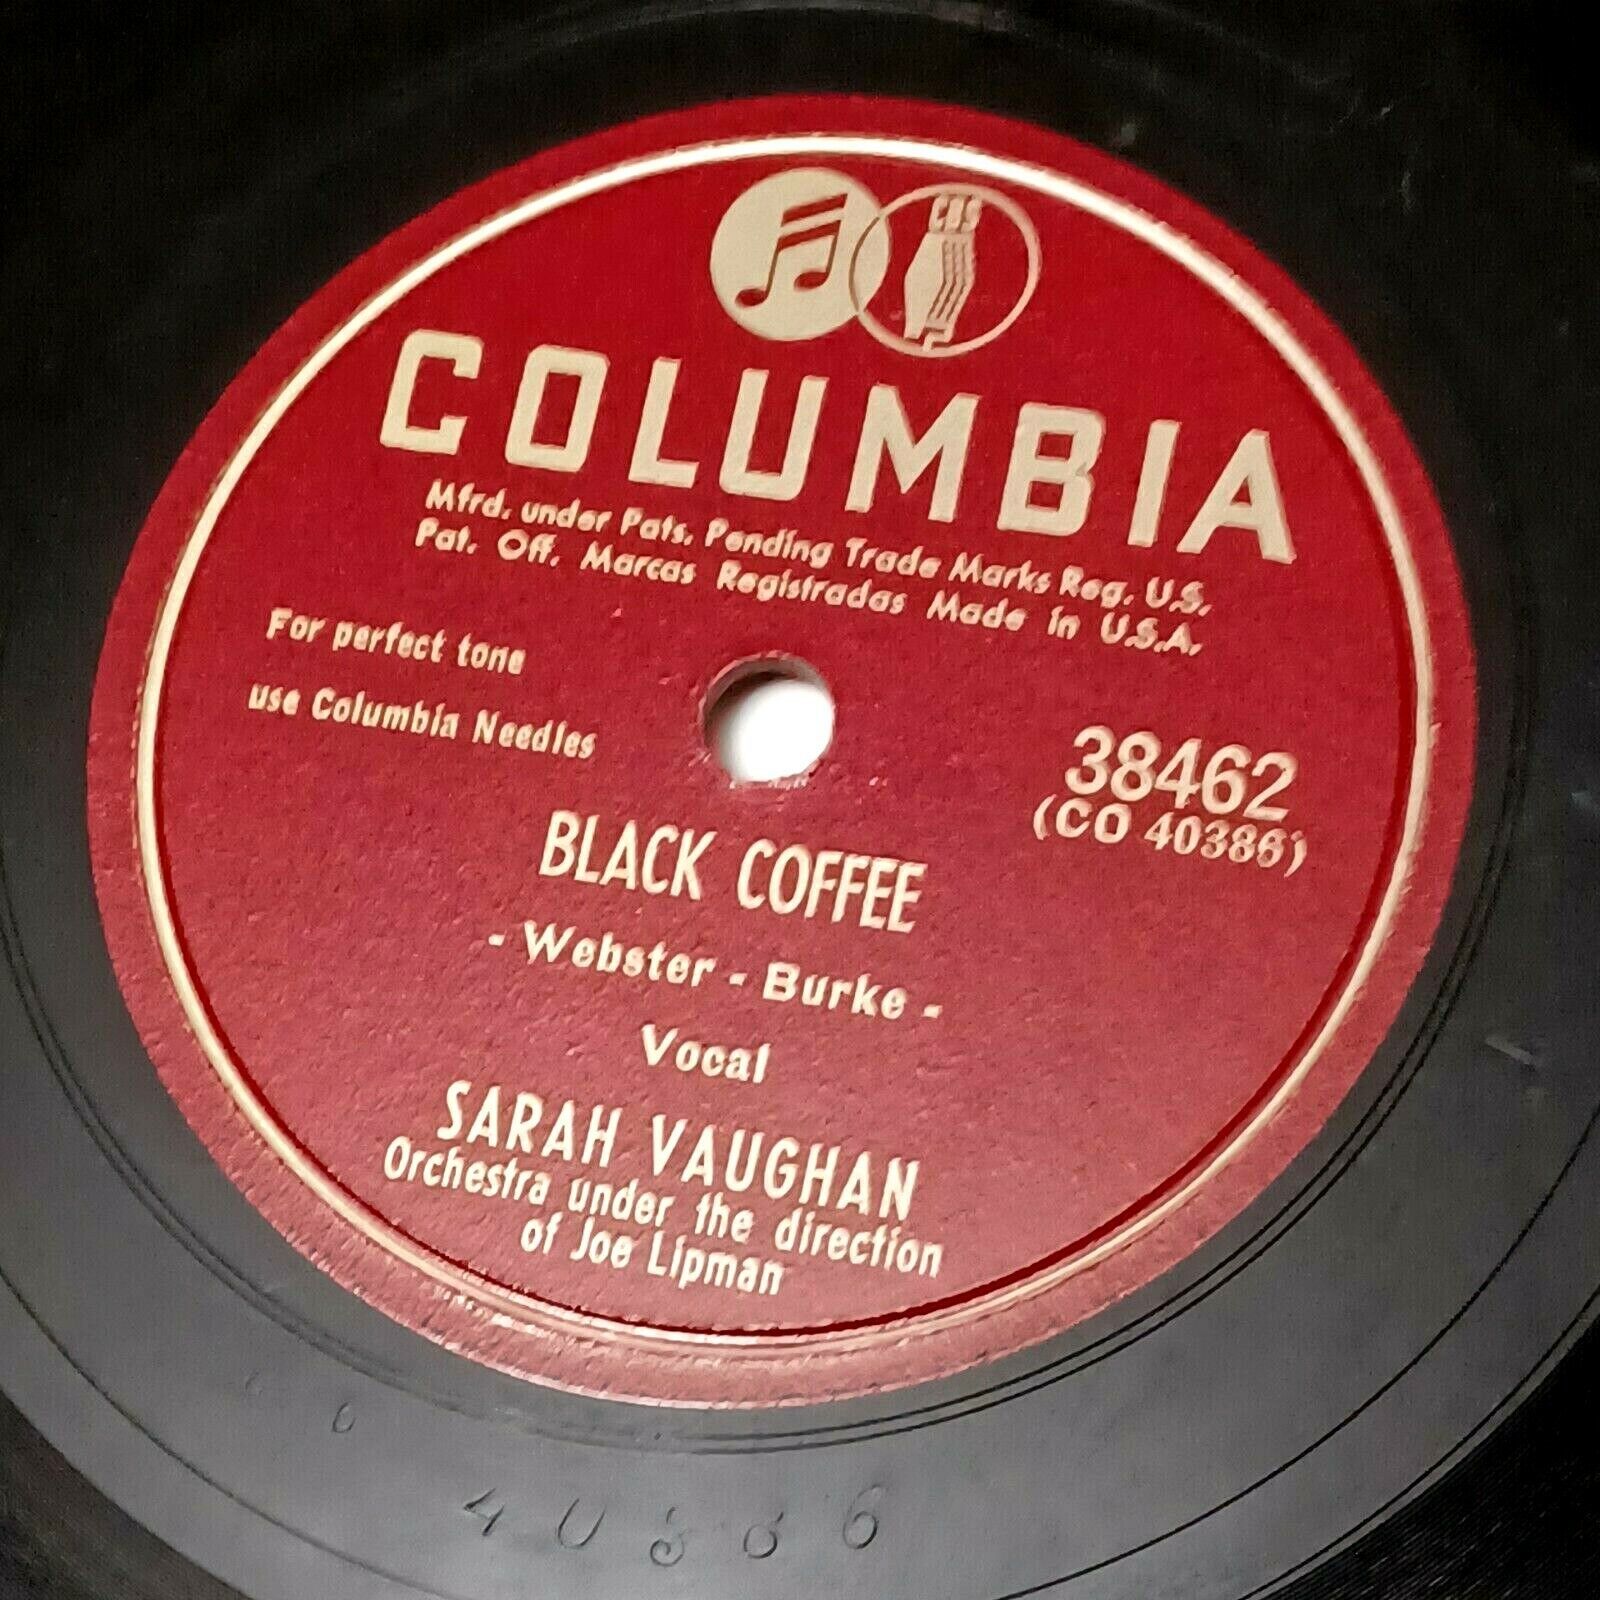 CBS
COLUMBIA
Mfrd. under Pats. Pending Trade Marks Reg. U.S.
Pat. Off. Marcas Registradas Made in U.S.A.
For perfect tone
use Columbia Needles
38462
(CO 40386)
BLACK COFFEE
- Webster - Burke -
Vocal
SARAH VAUGHAN
Orchestra under the direction
of Joe Lipman
40386